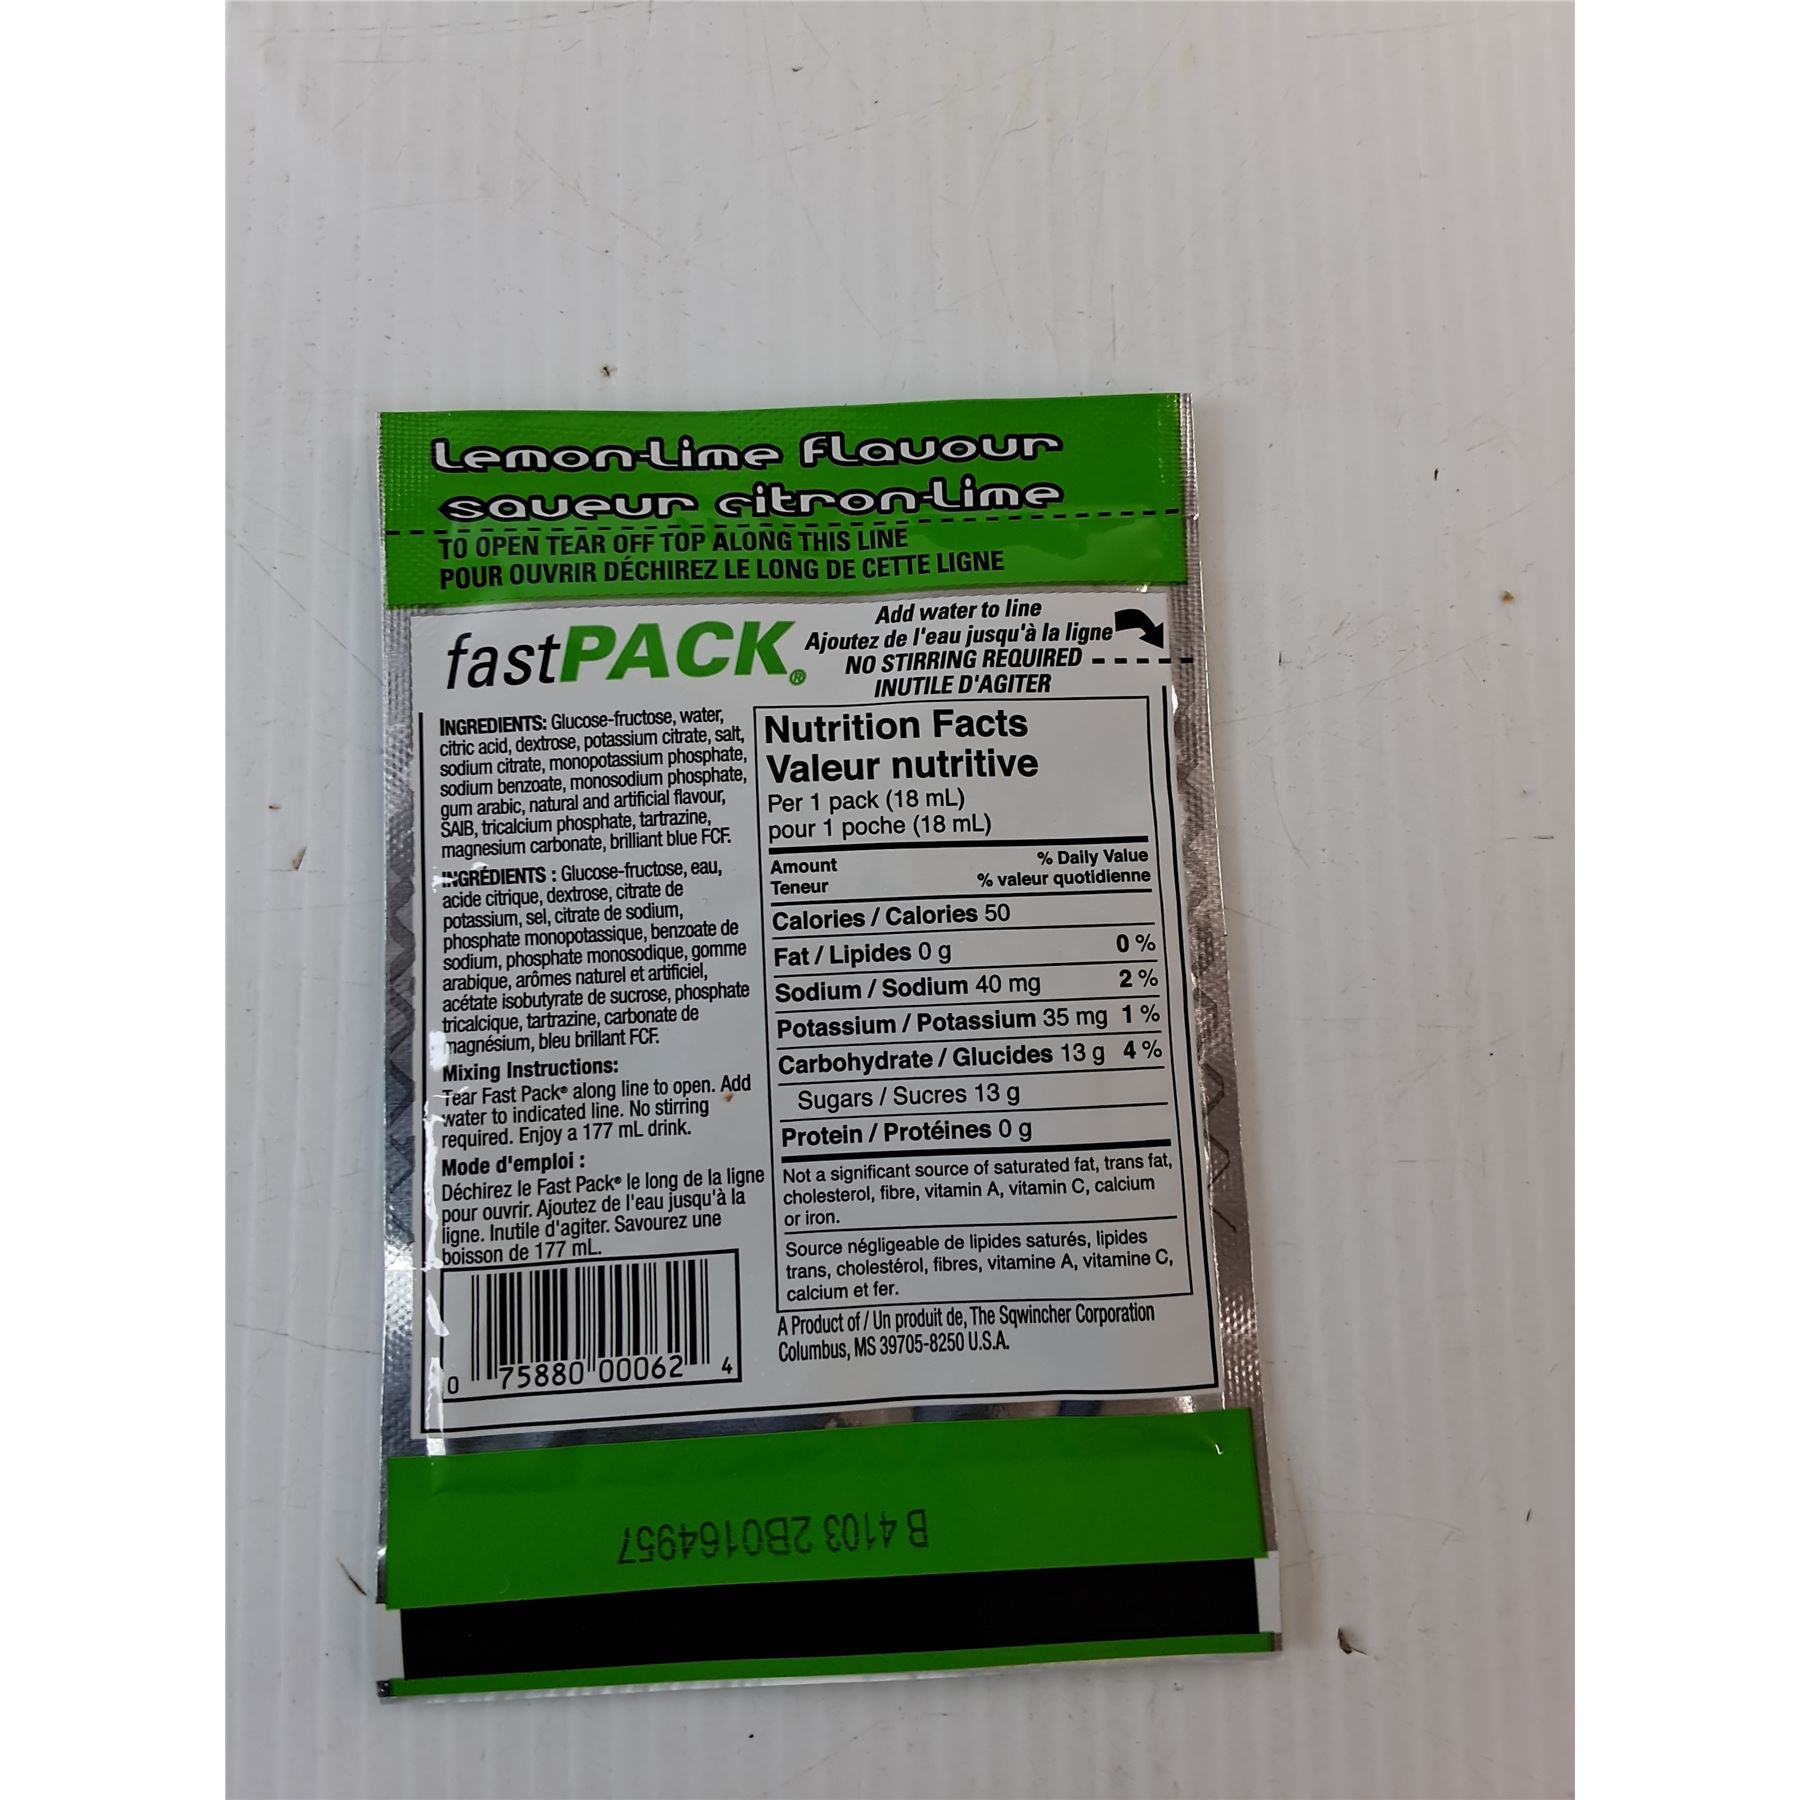 Lemon-Lime Flavour
saveur citron-Lime
TO OPEN TEAR OFF TOP ALONG THIS LINE
POUR OUVRIR DÉCHIREZ LE LONG DE CETTE LIGNE
fastPACK®
Add water to line
Ajoutez de l'eau jusqu'à la ligne
NO STIRRING REQUIRED
INUTILE D'AGITER
INGREDIENTS: Glucose-fructose, water,
citric acid, dextrose, potassium citrate, salt,
sodium citrate, monopotassium phosphate,
sodium benzoate, monosodium phosphate,
gum arabic, natural and artificial flavour,
SAIB, tricalcium phosphate, tartrazine,
magnesium carbonate, brilliant blue FCF.
INGRÉDIENTS : Glucose-fructose, eau,
acide citrique, dextrose, citrate de
potassium, sel, citrate de sodium,
phosphate monopotassique, benzoate de
sodium, phosphate monosodique, gomme
arabique, arômes naturel et artificiel,
acétate isobutyrate de sucrose, phosphate
tricalcique, tartrazine, carbonate de
magnésium, bleu brillant FCF.
Mixing Instructions:
Tear Fast Pack® along line to open. Add
water to indicated line. No stirring
required. Enjoy a 177 mL drink.
Mode d'emploi :
Déchirez le Fast Pack® le long de la ligne
pour ouvrir. Ajoutez de l'eau jusqu'à la
ligne. Inutile d'agiter. Savourez une
boisson de 177 mL.
0 75880 00062 4
Nutrition Facts
Valeur nutritive
Per 1 pack (18 mL)
pour 1 poche (18 mL)
Amount % Daily Value
Teneur % valeur quotidienne
Calories / Calories 50
Fat / Lipides 0 g 0 %
Sodium / Sodium 40 mg 2 %
Potassium / Potassium 35 mg 1 %
Carbohydrate / Glucides 13 g 4 %
Sugars / Sucres 13 g
Protein / Protéines 0 g
Not a significant source of saturated fat, trans fat,
cholesterol, fibre, vitamin A, vitamin C, calcium
or iron.
Source négligeable de lipides saturés, lipides
trans, cholestérol, fibres, vitamine A, vitamine C,
calcium et fer.
A Product of / Un produit de, The Sqwincher Corporation
Columbus, MS 39705-8250 U.S.A.
B 4103 2B0164957